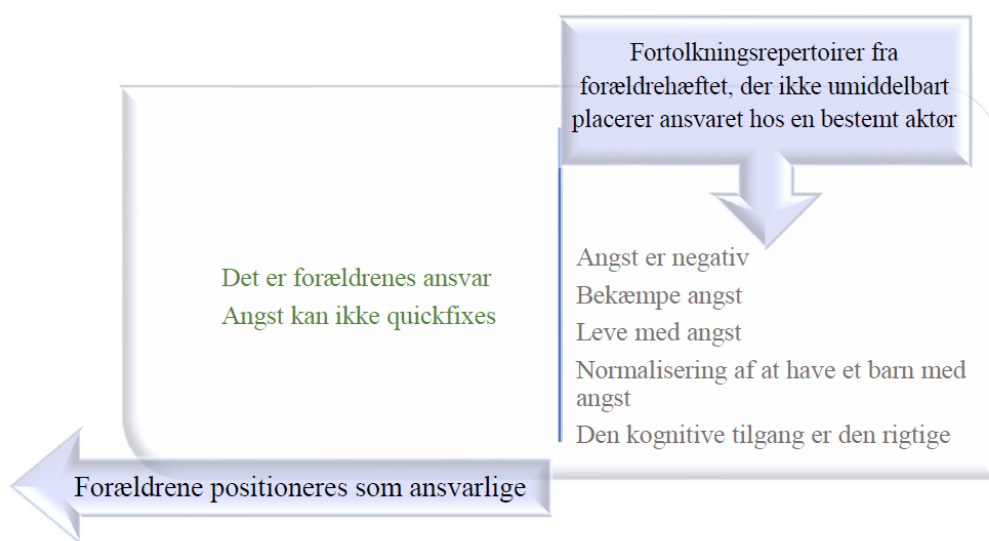 Fortolkningsrepertoirer fra
forældrehæftet, der ikke umiddelbart
placerer ansvaret hos en bestemt aktør
Det er forældrenes ansvar
Angst kan ikke quickfixes
Angst er negativ
Bekæmpe angst
Leve med angst
Normalisering af at have et barn med
angst
Den kognitive tilgang er den rigtige
Forældrene positioneres som ansvarlige